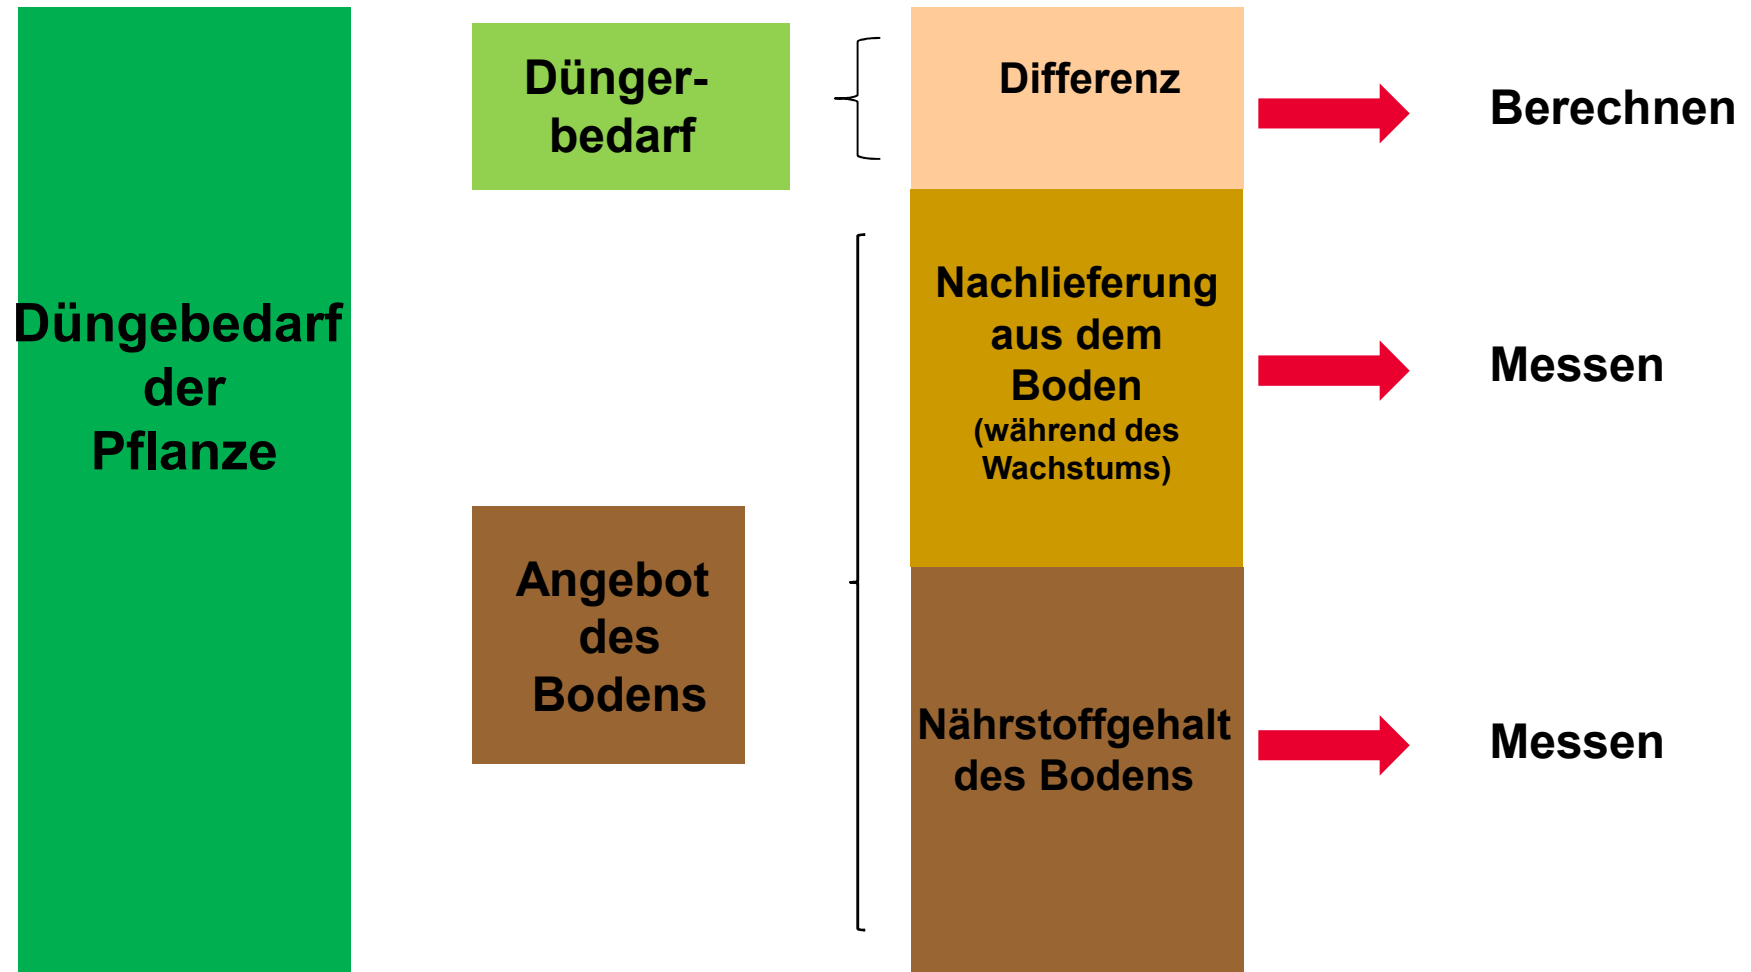 Düngebedarf
der
Pflanze
Dünger-
bedarf
Angebot
des
Bodens
Differenz
Nachlieferung
aus dem
Boden
(während des
Wachstums)
Nährstoffgehalt
des Bodens
Berechnen
Messen
Messen